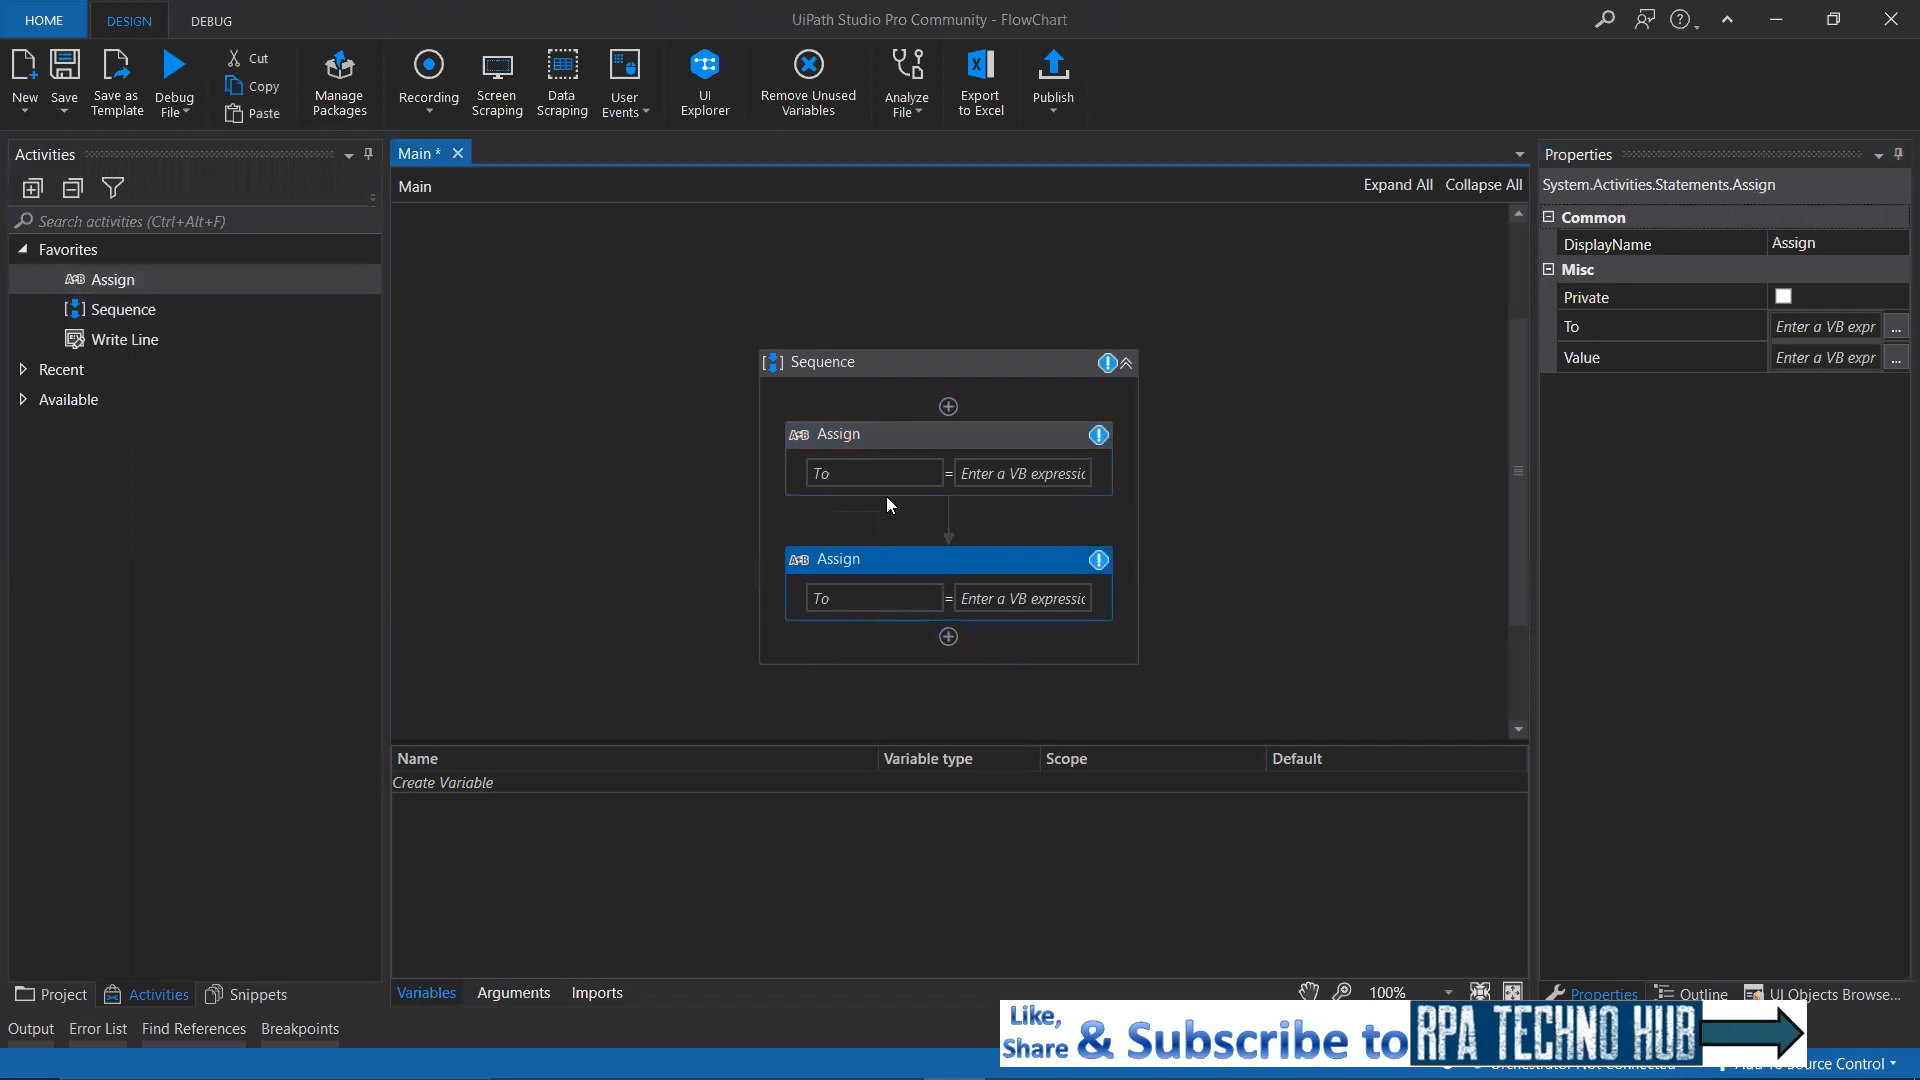 HOME DESIGN DEBUG UiPath Studio Pro Community - FlowChart
New
Save
Save as
Template
Debug
File
Cut
Copy
Paste
Manage
Packages
Recording
Screen
Scraping
Data
Scraping
User
Events
UI
Explorer
Remove Unused
Variables
Analyze
File
Export
to Excel
Publish
Activities
Search activities (Ctrl+Alt+F)
Favorites
Assign
Sequence
Write Line
Recent
Available
Main *
Main
Expand All Collapse All
Sequence
Assign
To = Enter a VB expressic
Assign
To = Enter a VB expressic
Name Variable type Scope Default
Create Variable
Variables Arguments Imports
100%
Properties
System.Activities.Statements.Assign
Common
DisplayName Assign
Misc
Private
To Enter a VB expr ...
Value Enter a VB expr ...
Project Activities Snippets
Properties Outline UI Objects Browse...
Output Error List Find References Breakpoints
Like,
Share & Subscribe to RPA TECHNO HUB
Source Control